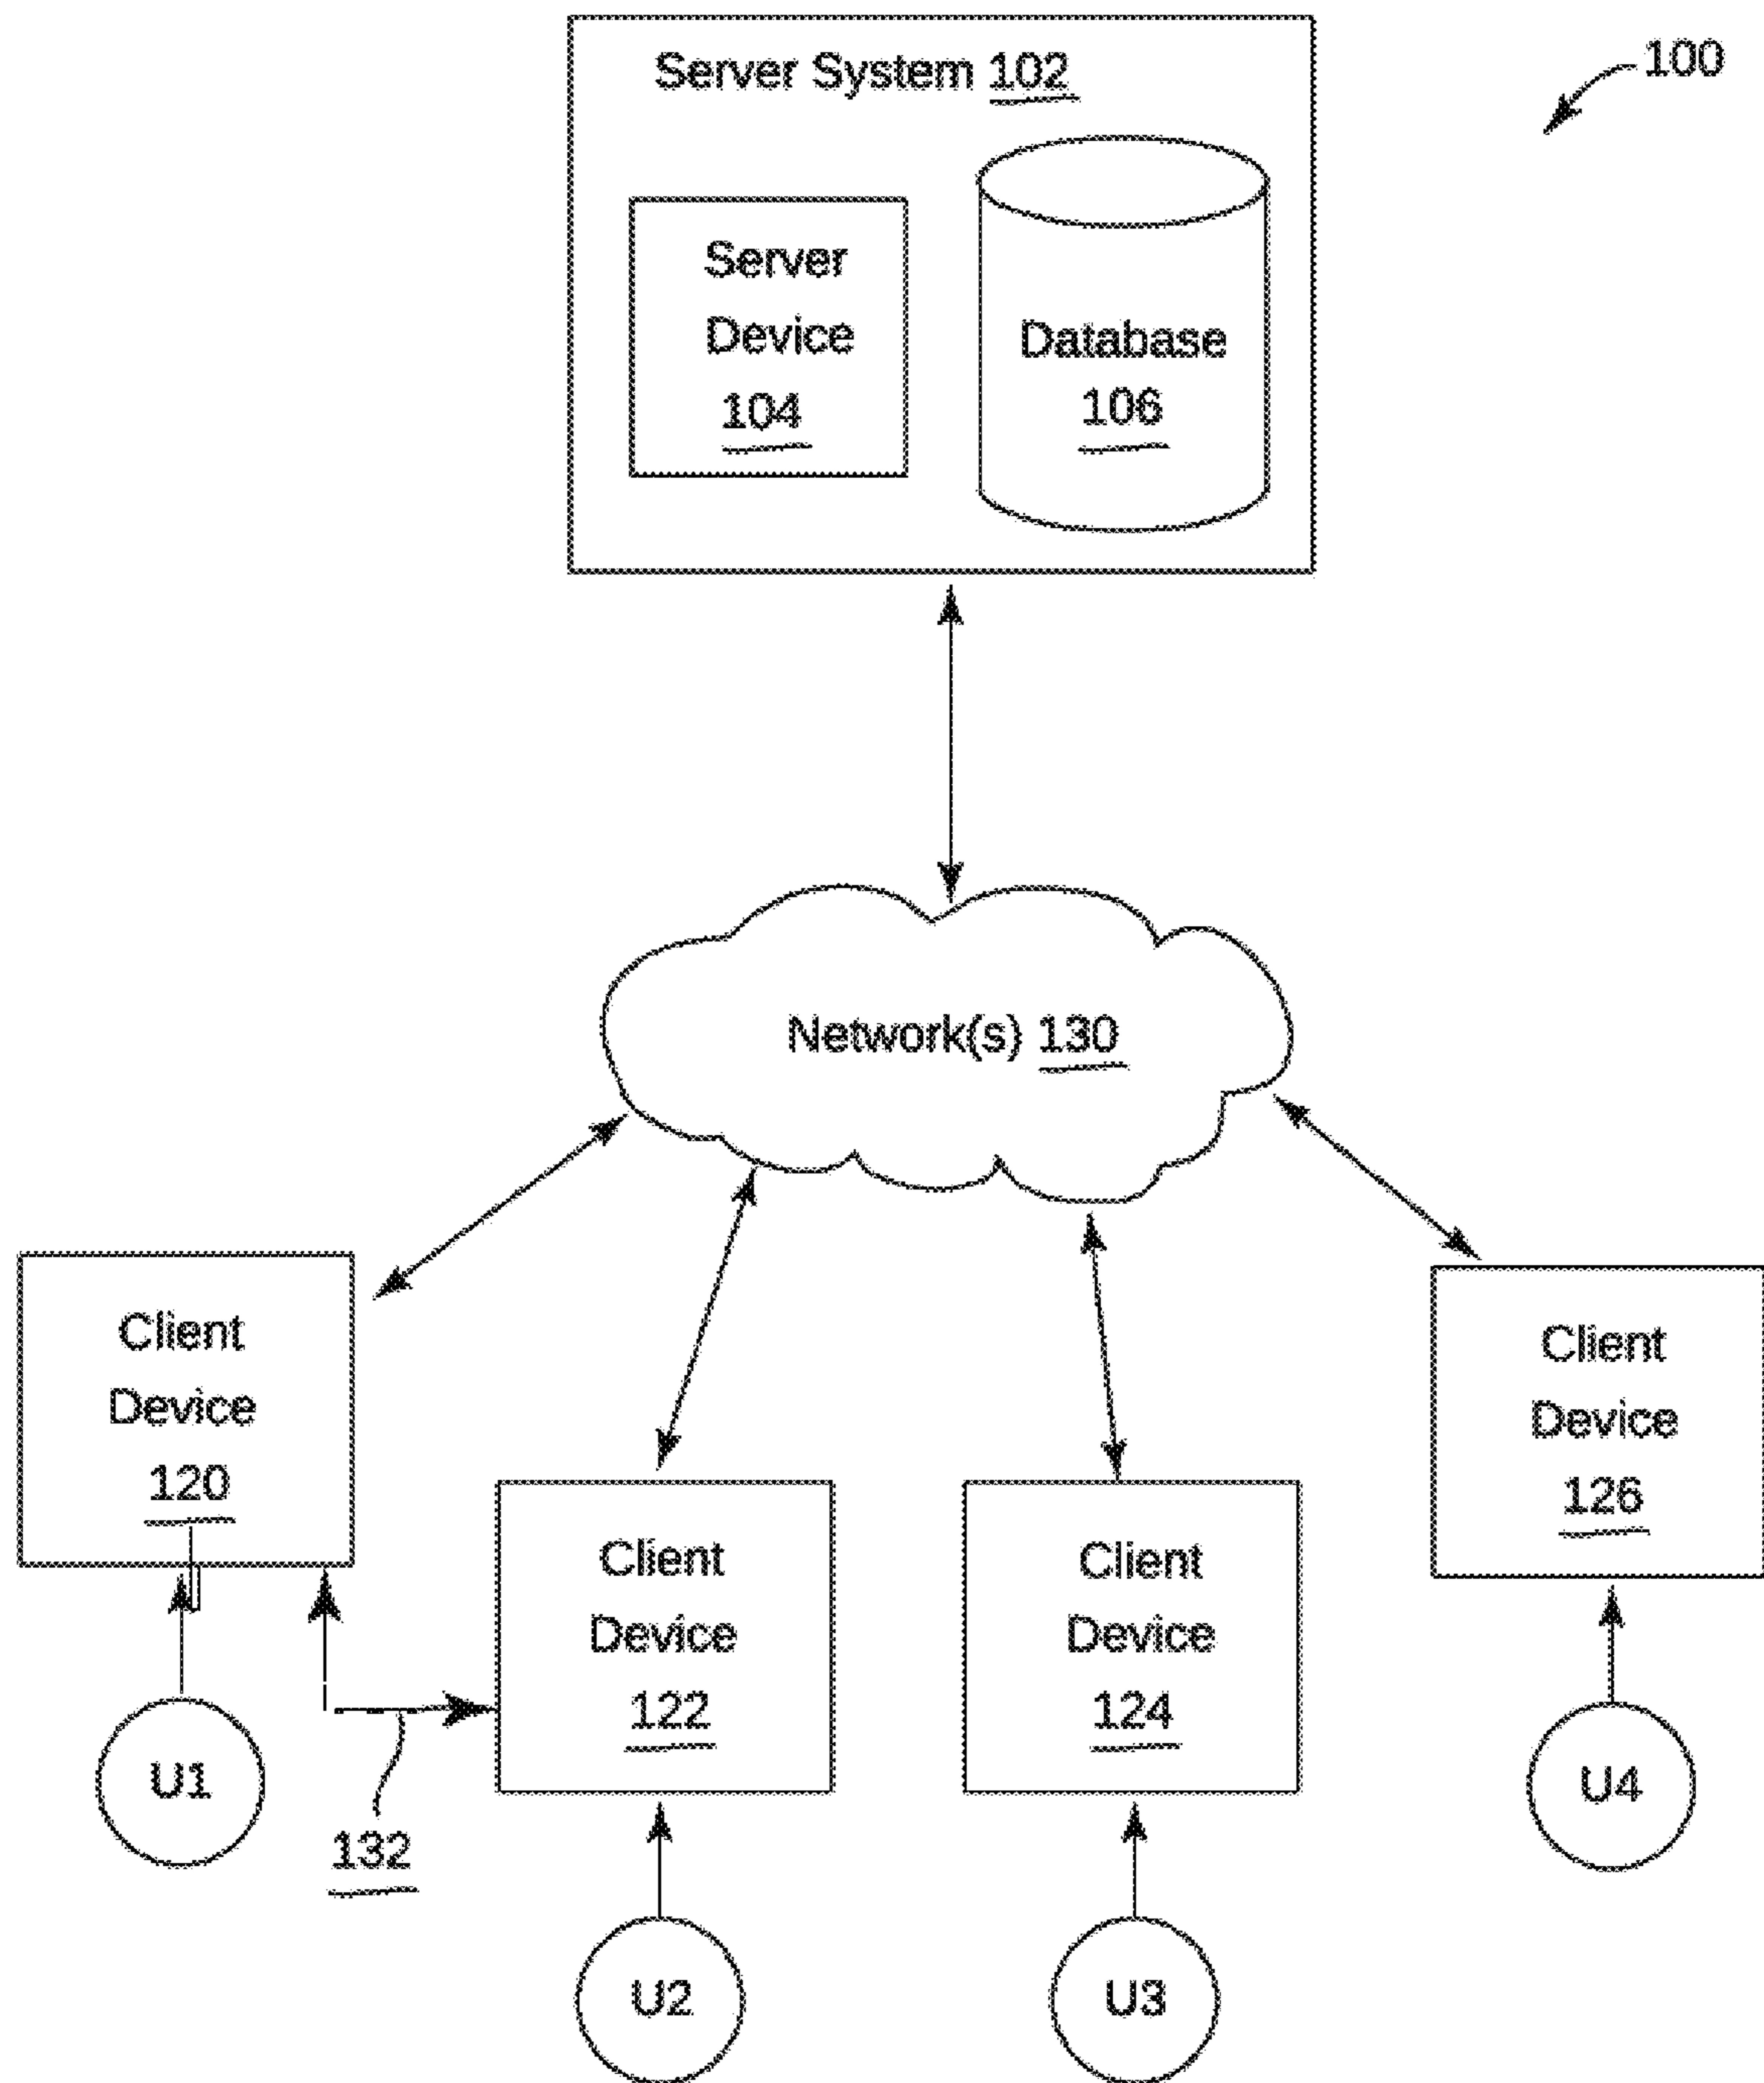 Server System 102
100
Server
Device
104
Database
106
Network(s) 130
Client
Device
120
Client
Device
122
Client
Device
124
Client
Device
126
U1
132
U2
U3
U4